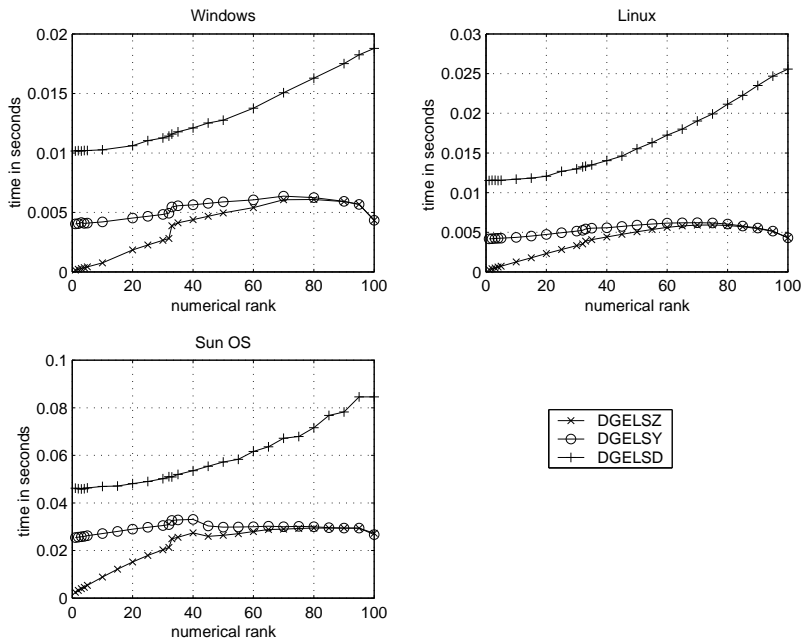 Windows
0.02
0.015
0.01
0.005
0
time in seconds
0 20 40 60 80 100
numerical rank
Linux
0.03
0.025
0.02
0.015
0.01
0.005
0
time in seconds
0 20 40 60 80 100
numerical rank
Sun OS
0.1
0.08
0.06
0.04
0.02
0
time in seconds
0 20 40 60 80 100
numerical rank
DGELSZ
DGELSY
DGELSD